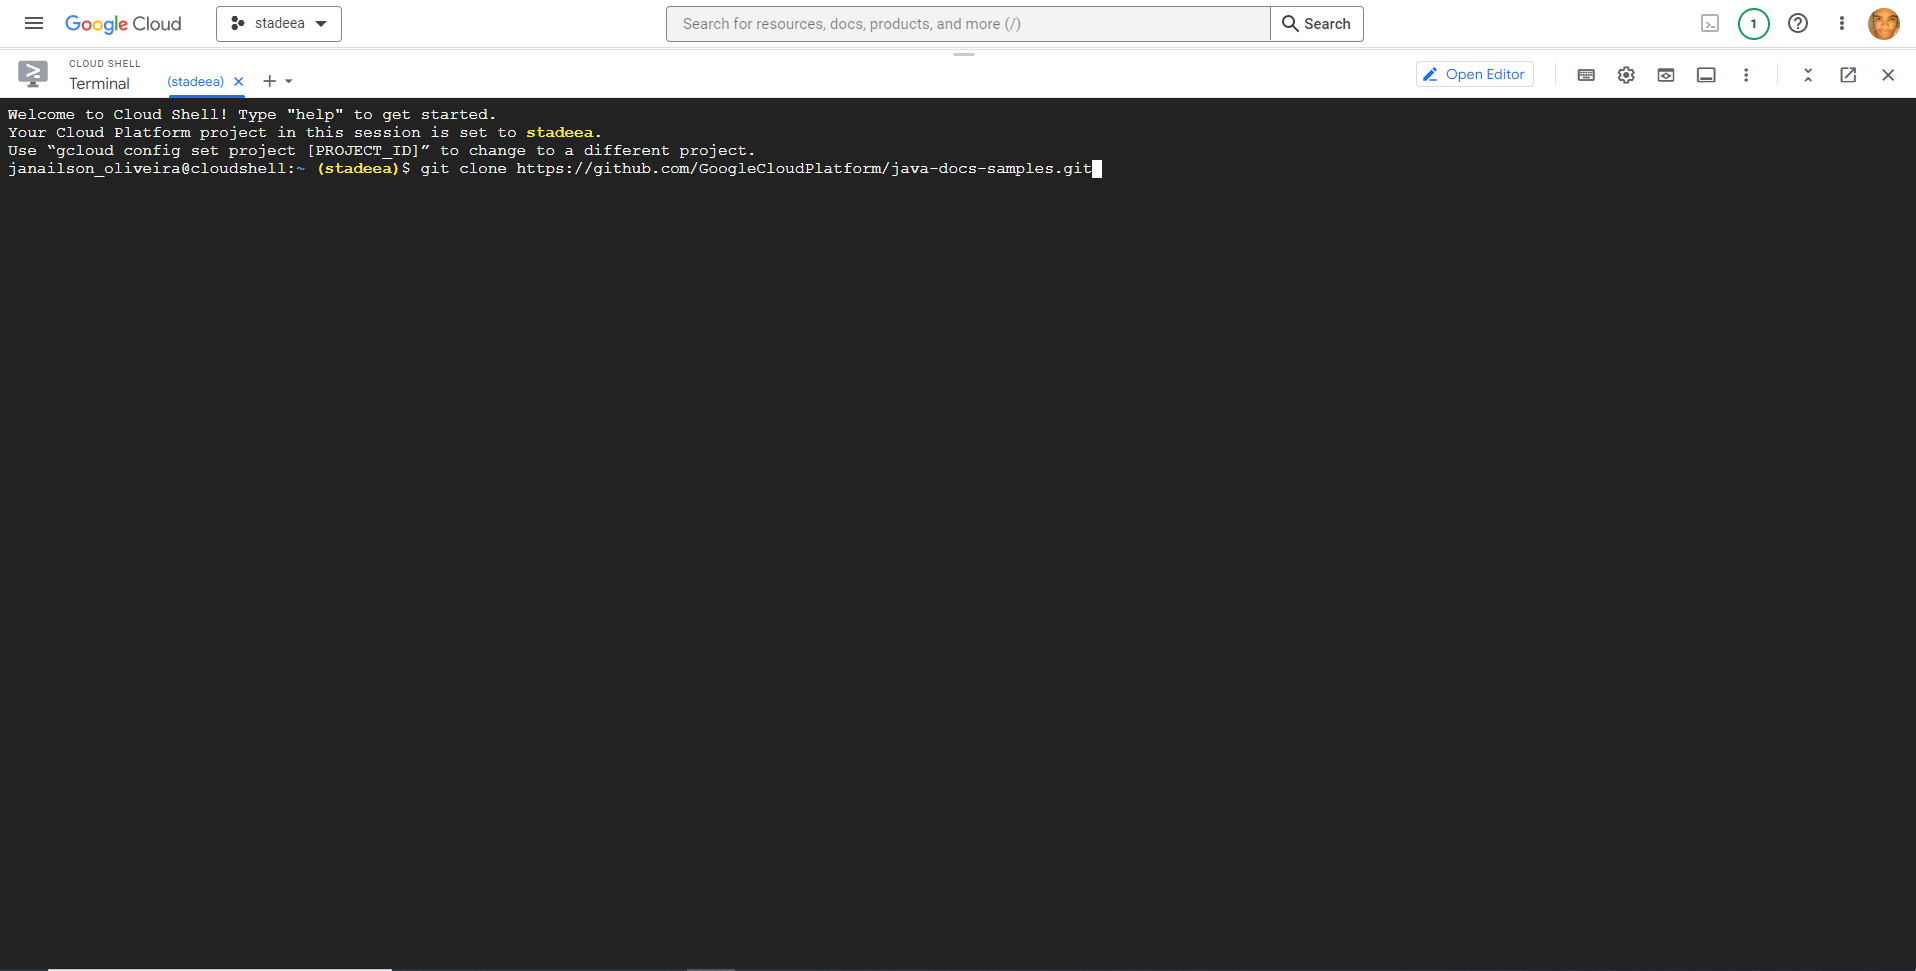 Google Cloud
stadeea
Search for resources, docs, products, and more (/)
Search
1
CLOUD SHELL
Terminal
(stadeea)
Open Editor
Welcome to Cloud Shell! Type "help" to get started.
Your Cloud Platform project in this session is set to stadeea.
Use “gcloud config set project [PROJECT_ID]” to change to a different project.
janailson_oliveira@cloudshell:~ (stadeea)$ git clone https://github.com/GoogleCloudPlatform/java-docs-samples.git